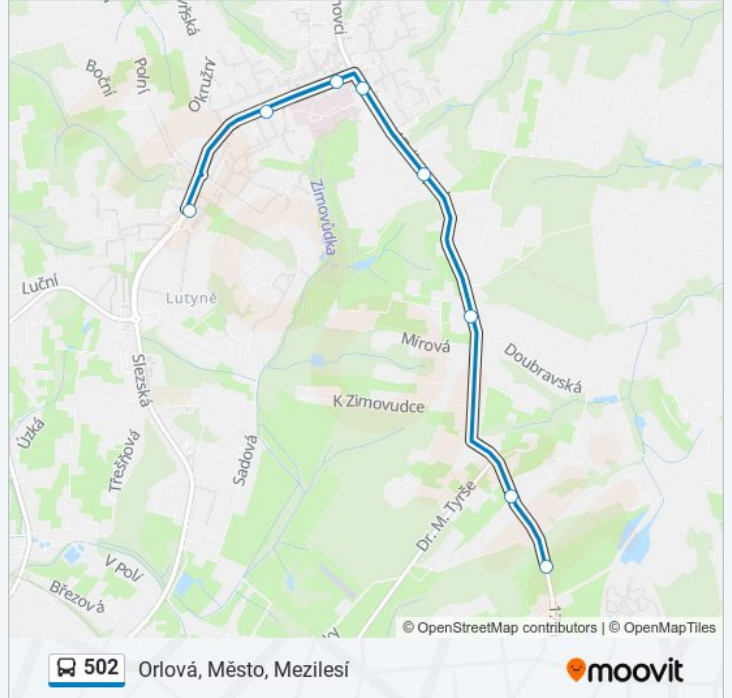 Boční
Polní
Okružní
Zimovůdka
Luční
Lutyně
Mírová
Doubravská
Slezská
K Zimovudce
Úzká
Třešňová
Sadová
Dr. M. Tyrše
V Polí
Březová
© OpenStreetMap contributors | © OpenMapTiles
502 Orlová, Město, Mezilesí
moovit